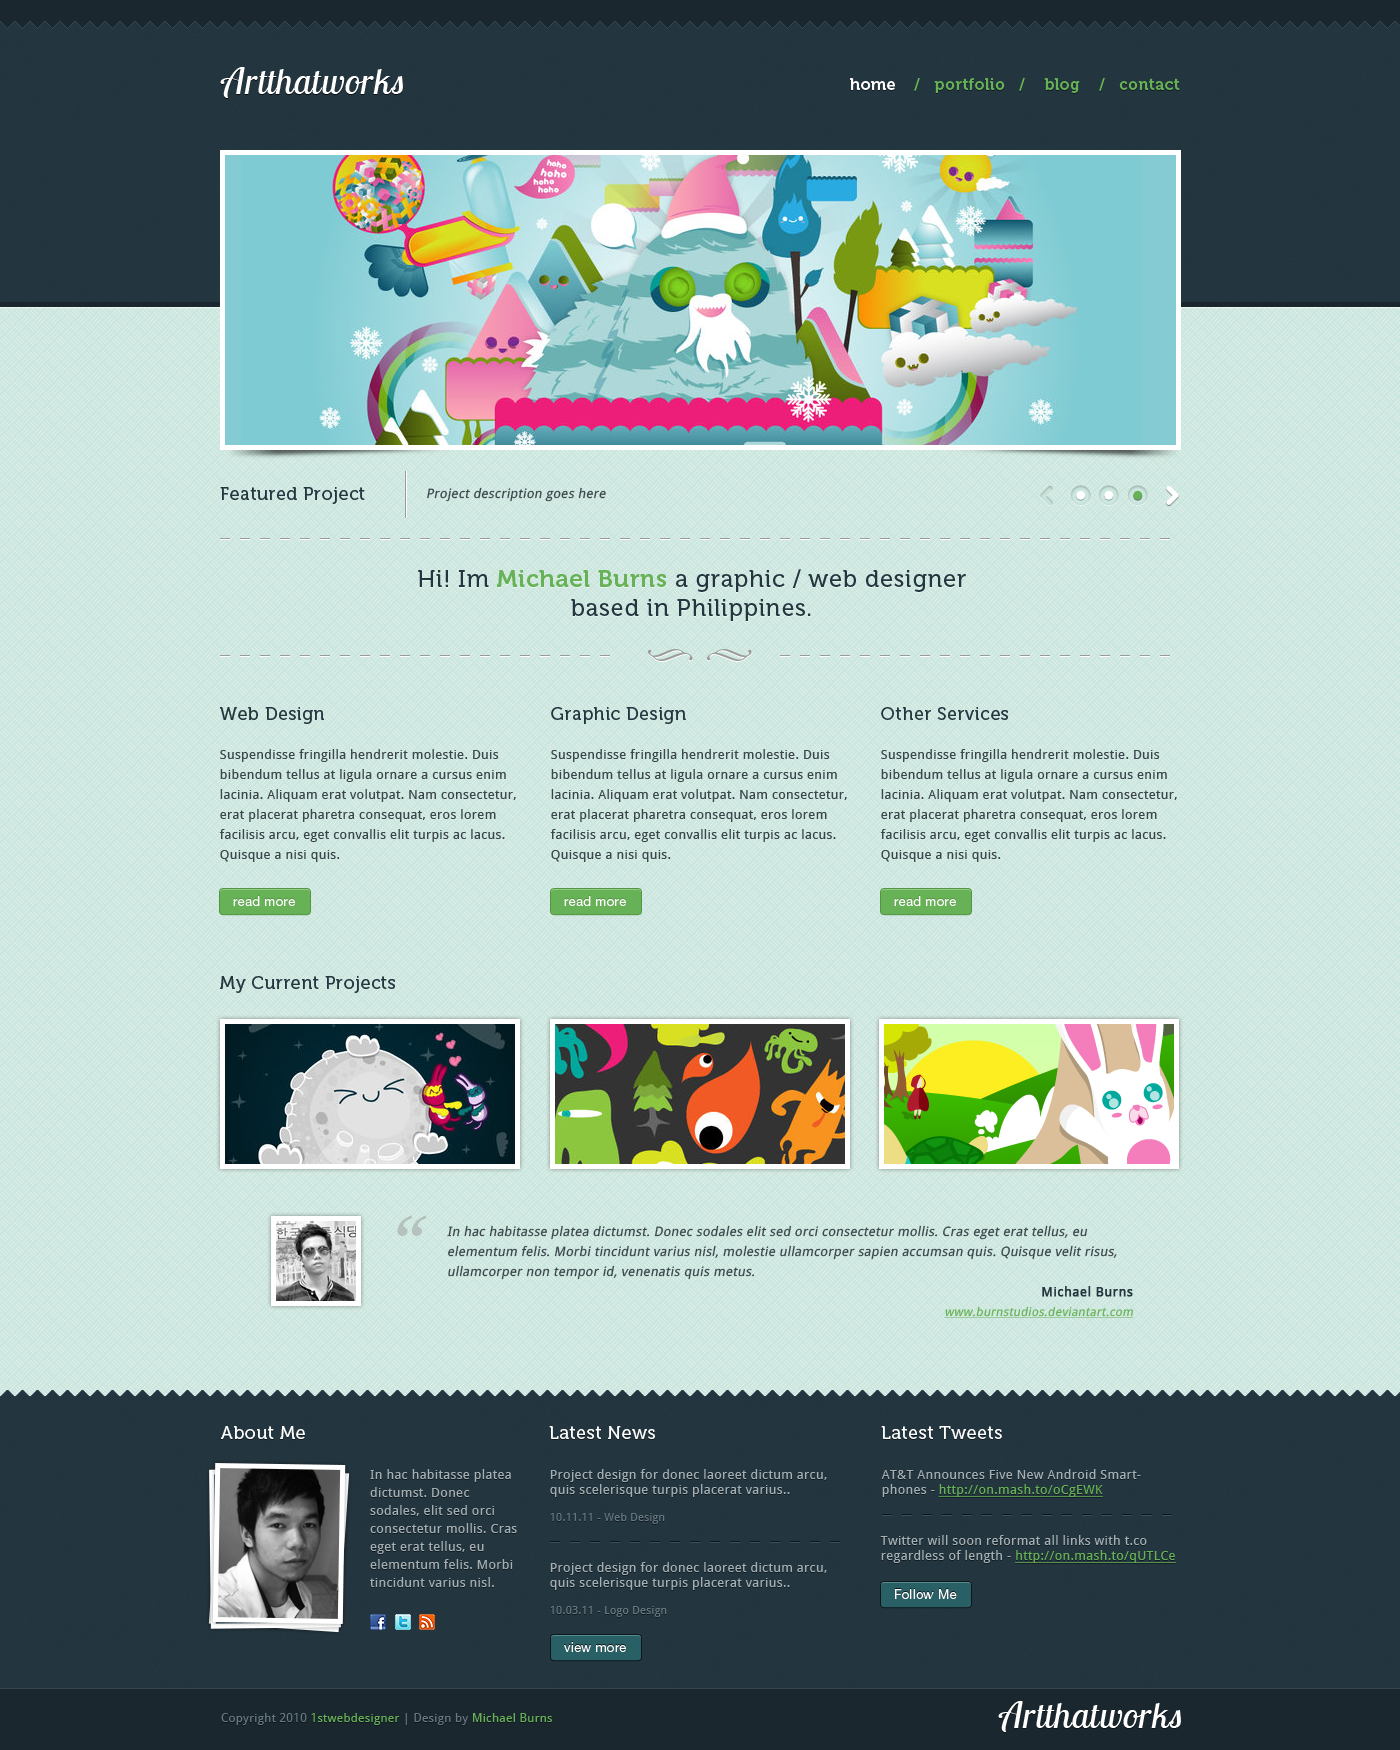 Artthatworks
home / portfolio / blog / contact
hoho
hoho
hoho
hoho
Featured Project
Project description goes here
Hi! Im Michael Burns a graphic / web designer
based in Philippines.
Web Design
Suspendisse fringilla hendrerit molestie. Duis
bibendum tellus at ligula ornare a cursus enim
lacinia. Aliquam erat volutpat. Nam consectetur,
erat placerat pharetra consequat, eros lorem
facilisis arcu, eget convallis elit turpis ac lacus.
Quisque a nisi quis.
read more
Graphic Design
Suspendisse fringilla hendrerit molestie. Duis
bibendum tellus at ligula ornare a cursus enim
lacinia. Aliquam erat volutpat. Nam consectetur,
erat placerat pharetra consequat, eros lorem
facilisis arcu, eget convallis elit turpis ac lacus.
Quisque a nisi quis.
read more
Other Services
Suspendisse fringilla hendrerit molestie. Duis
bibendum tellus at ligula ornare a cursus enim
lacinia. Aliquam erat volutpat. Nam consectetur,
erat placerat pharetra consequat, eros lorem
facilisis arcu, eget convallis elit turpis ac lacus.
Quisque a nisi quis.
read more
My Current Projects
“ In hac habitasse platea dictumst. Donec sodales elit sed orci consectetur mollis. Cras eget erat tellus, eu
elementum felis. Morbi tincidunt varius nisl, molestie ullamcorper sapien accumsan quis. Quisque velit risus,
ullamcorper non tempor id, venenatis quis metus.
Michael Burns
www.burnstudios.deviantart.com
About Me
In hac habitasse platea
dictumst. Donec
sodales, elit sed orci
consectetur mollis. Cras
eget erat tellus, eu
elementum felis. Morbi
tincidunt varius nisl.
Latest News
Project design for donec laoreet dictum arcu,
quis scelerisque turpis placerat varius..
10.11.11 - Web Design
Project design for donec laoreet dictum arcu,
quis scelerisque turpis placerat varius..
10.03.11 - Logo Design
view more
Latest Tweets
AT&T Announces Five New Android Smart-
phones - http://on.mash.to/oCgEWK
Twitter will soon reformat all links with t.co
regardless of length - http://on.mash.to/qUTLCe
Follow Me
Copyright 2010 1stwebdesigner | Design by Michael Burns
Artthatworks